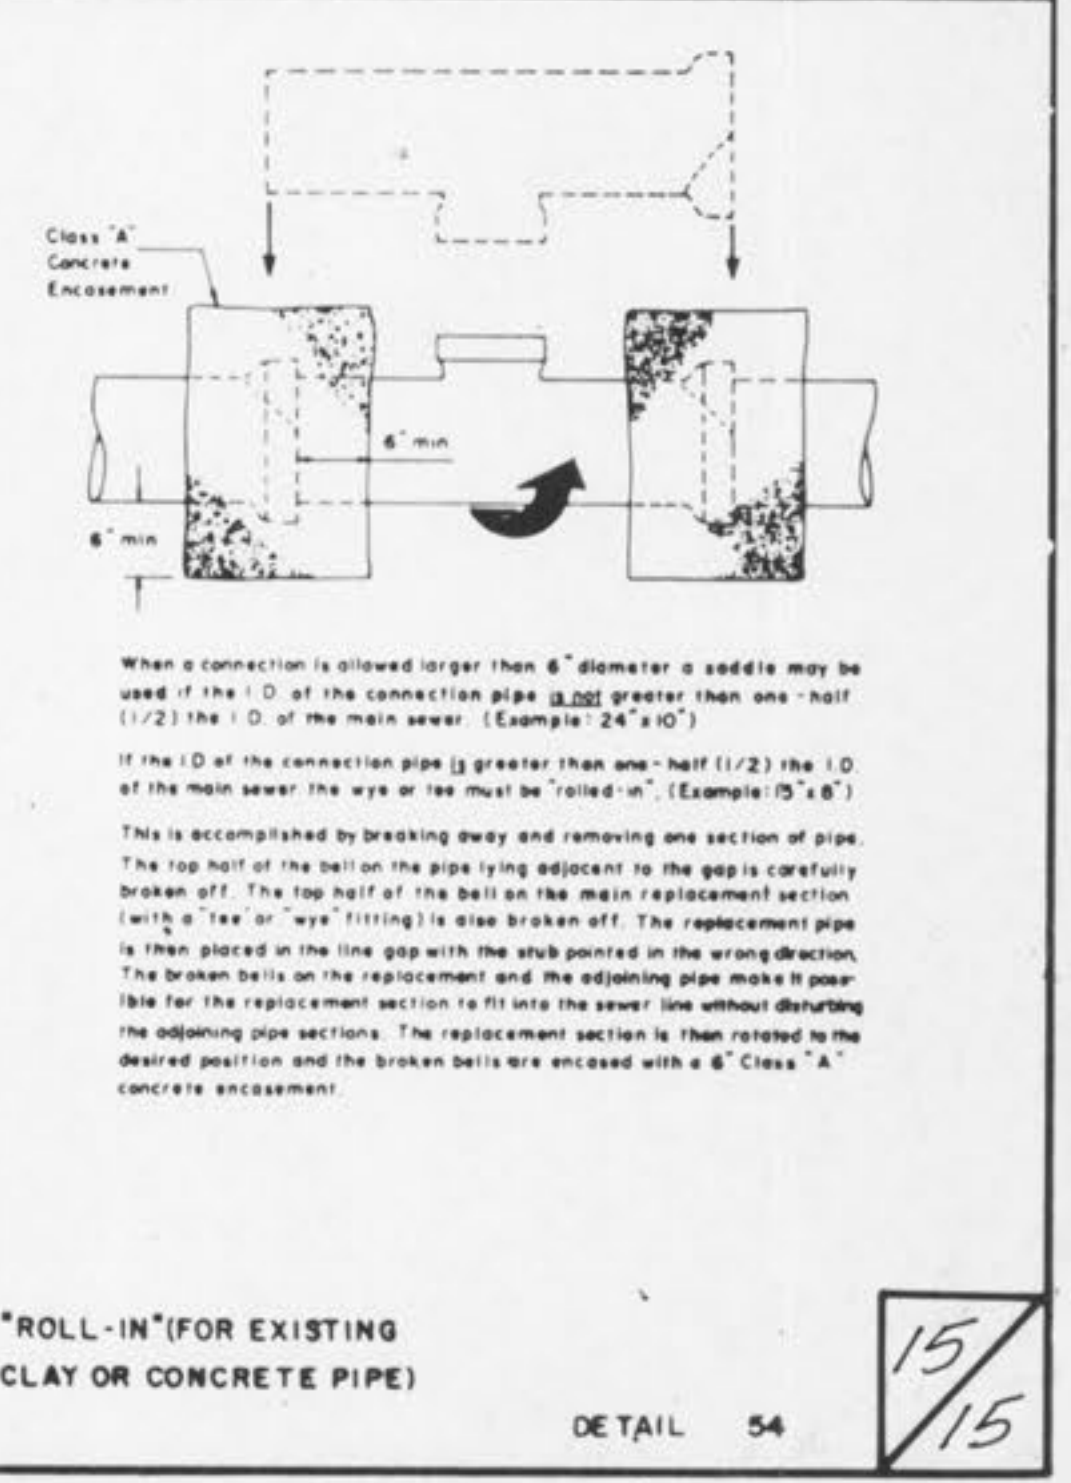 Class "A"
Concrete
Encasement
6" min
6" min
When a connection is allowed larger than 6" diameter a saddle may be
used if the I.D. of the connection pipe is not greater than one-half
(1/2) the I.D. of the main sewer. (Example: 24"x10")
If the I.D of the connection pipe is greater than one-half (1/2) the I.D.
of the main sewer the wye or tee must be "rolled-in". (Example: 15"x8")
This is accomplished by breaking away and removing one section of pipe.
The top half of the bell on the pipe lying adjacent to the gap is carefully
broken off. The top half of the bell on the main replacement section
(with a "tee" or "wye" fitting) is also broken off. The replacement pipe
is then placed in the line gap with the stub pointed in the wrong direction.
The broken bells on the replacement and the adjoining pipe make it poss-
ible for the replacement section to fit into the sewer line without disturbing
the adjoining pipe sections. The replacement section is then rotated to the
desired position and the broken bells are encased with a 6" Class "A"
concrete encasement.
"ROLL-IN"(FOR EXISTING
CLAY OR CONCRETE PIPE)
DETAIL 54
15/15